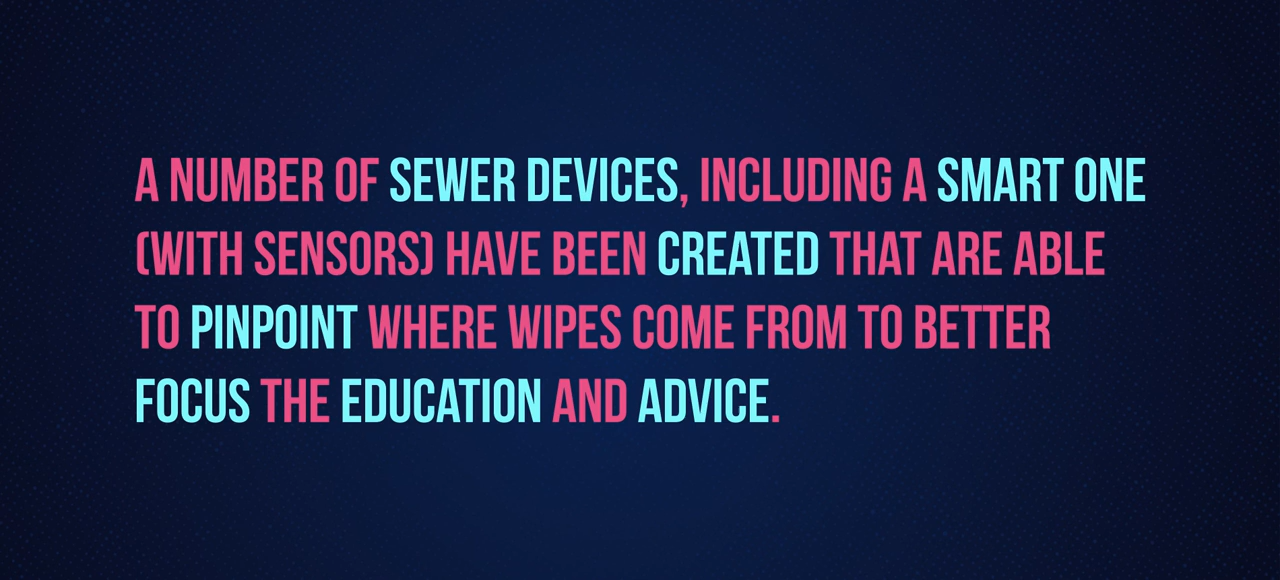 A NUMBER OF SEWER DEVICES, INCLUDING A SMART ONE
(WITH SENSORS) HAVE BEEN CREATED THAT ARE ABLE
TO PINPOINT WHERE WIPES COME FROM TO BETTER
FOCUS THE EDUCATION AND ADVICE.